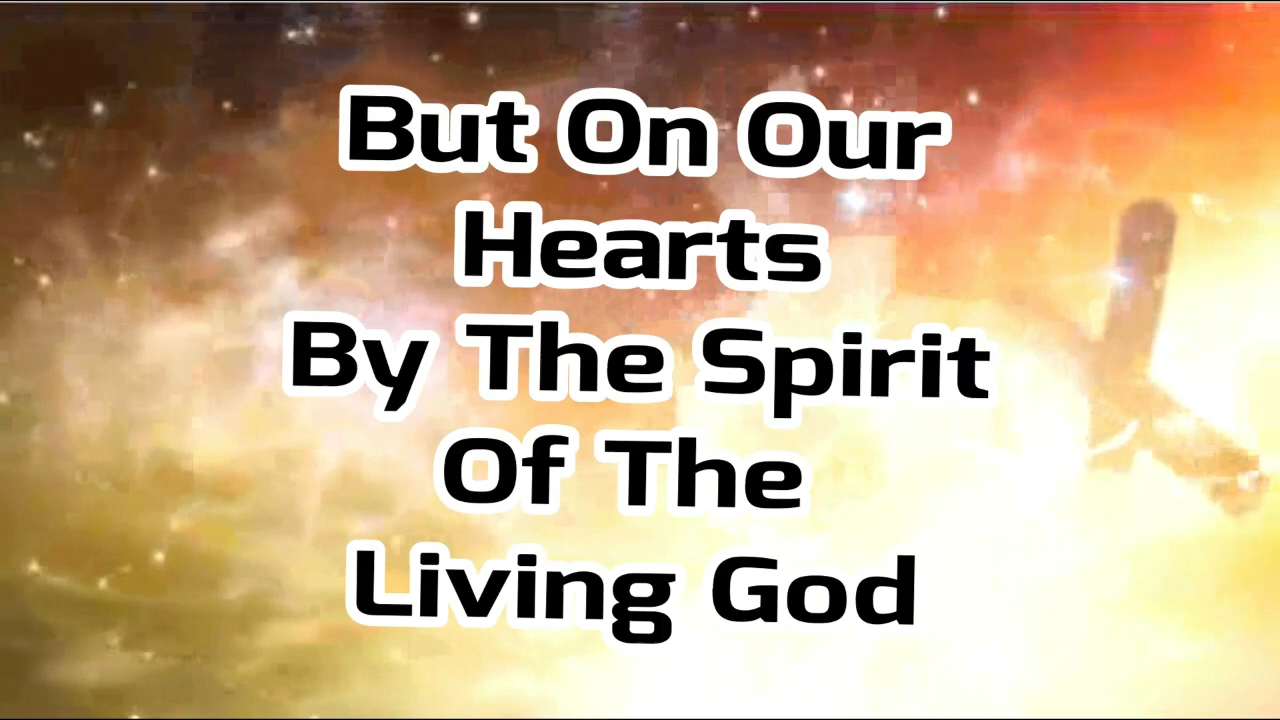 But On Our
Hearts
By The Spirit
Of The
Living God